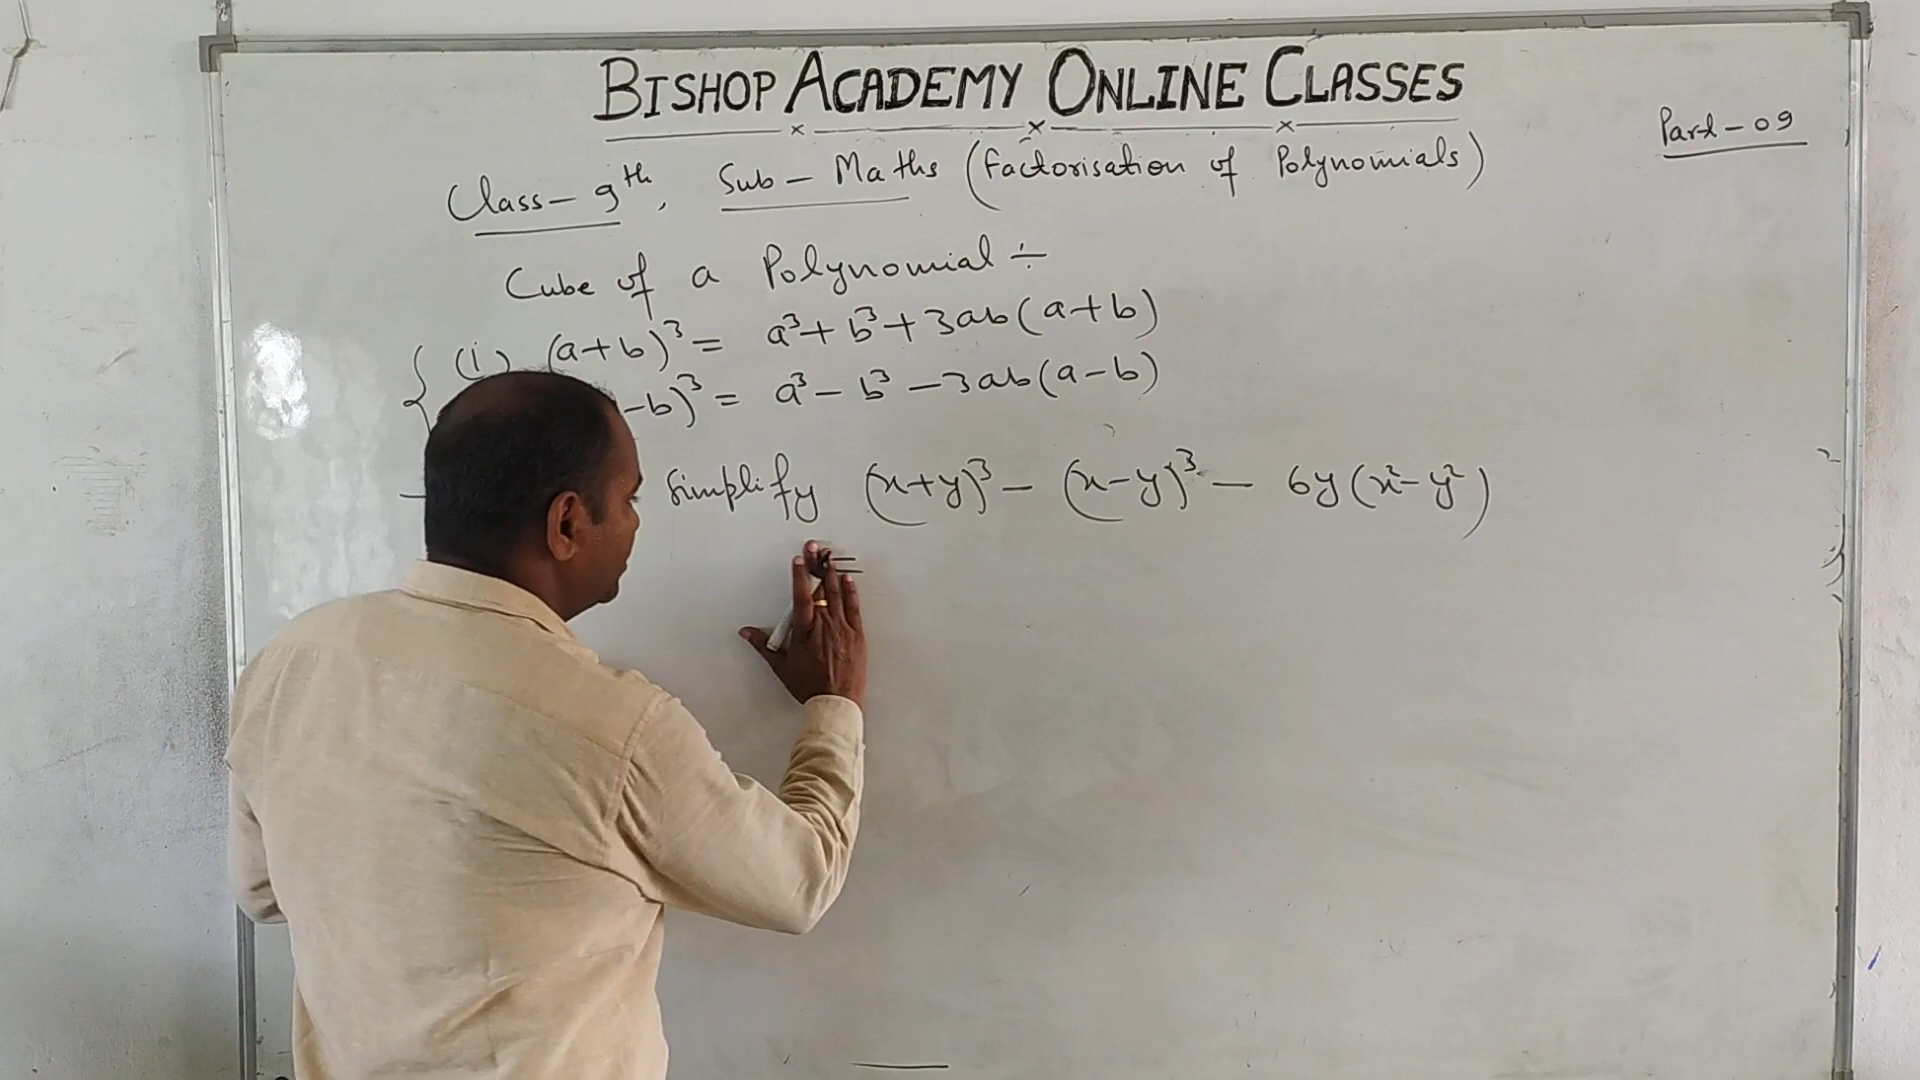 BISHOP ACADEMY ONLINE CLASSES
Part-09
Class-9th, Sub-Maths (Factorisation of Polynomials)
Cube of a Polynomial ÷
(i) (a+b)³ = a³+b³+3ab(a+b)
-b)³ = a³-b³-3ab(a-b)
Simplify (x+y)³-(x-y)³-6y(x²-y²)
=